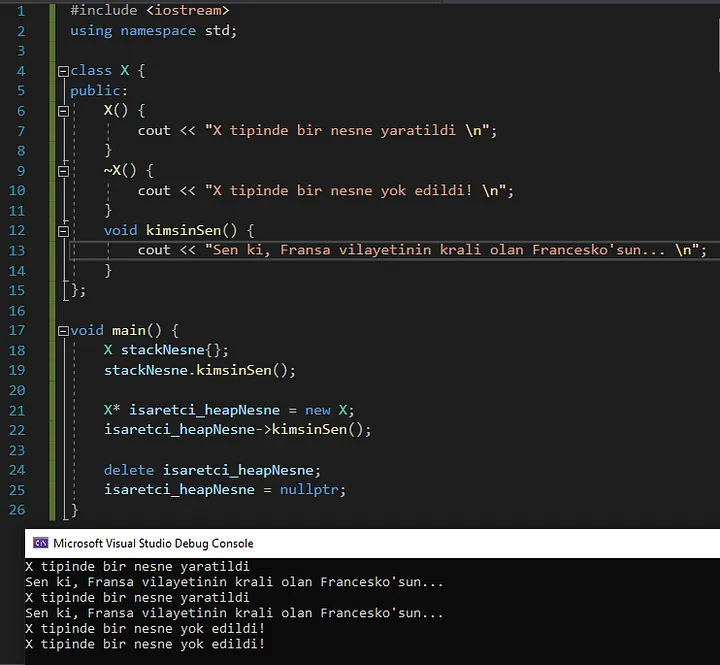 1 #include <iostream>
2 using namespace std;
3
4 class X {
5 public:
6 X() {
7 cout << "X tipinde bir nesne yaratildi \n";
8 }
9 ~X() {
10 cout << "X tipinde bir nesne yok edildi! \n";
11 }
12 void kimsinSen() {
13 cout << "Sen ki, Fransa vilayetinin krali olan Francesko'sun... \n";
14 }
15 };
16
17 void main() {
18 X stackNesne{};
19 stackNesne.kimsinSen();
20
21 X* isaretci_heapNesne = new X;
22 isaretci_heapNesne->kimsinSen();
23
24 delete isaretci_heapNesne;
25 isaretci_heapNesne = nullptr;
26 }
C:\ Microsoft Visual Studio Debug Console
X tipinde bir nesne yaratildi
Sen ki, Fransa vilayetinin krali olan Francesko'sun...
X tipinde bir nesne yaratildi
Sen ki, Fransa vilayetinin krali olan Francesko'sun...
X tipinde bir nesne yok edildi!
X tipinde bir nesne yok edildi!